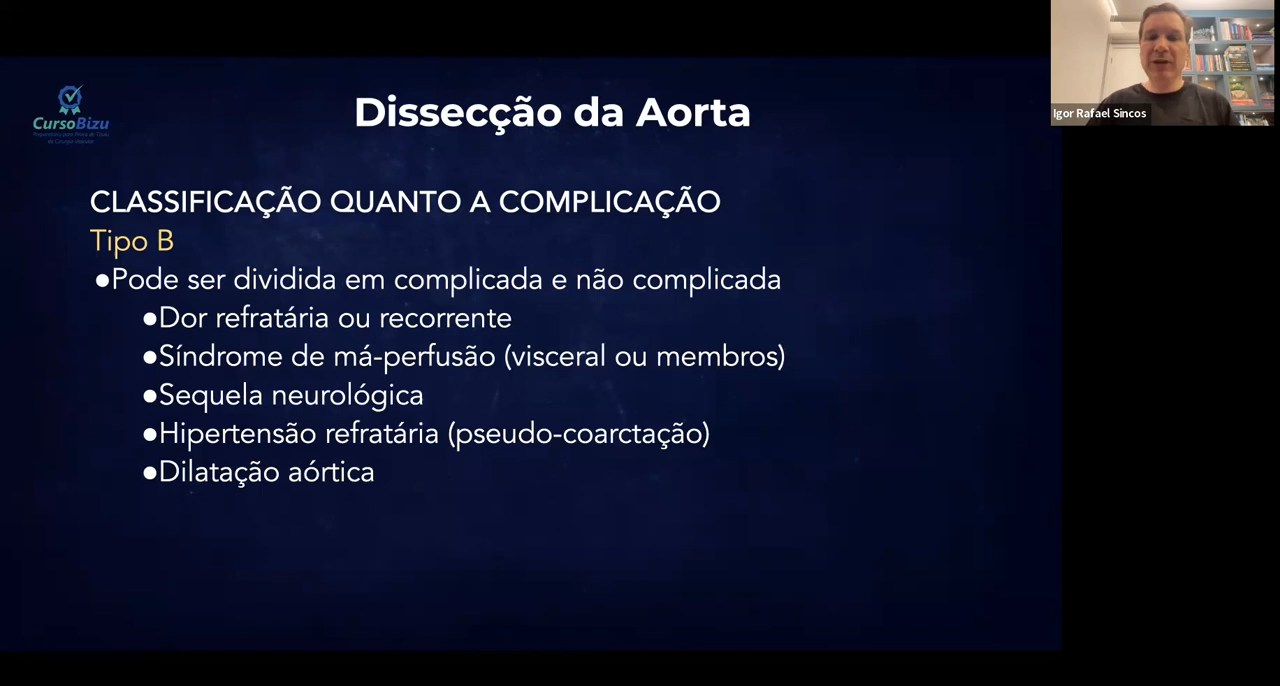 Dissecção da Aorta
CursoBizu
CLASSIFICAÇÃO QUANTO A COMPLICAÇÃO
Tipo B
●Pode ser dividida em complicada e não complicada
●Dor refratária ou recorrente
●Síndrome de má-perfusão (visceral ou membros)
●Sequela neurológica
●Hipertensão refratária (pseudo-coarctação)
●Dilatação aórtica
Igor Rafael Sincos